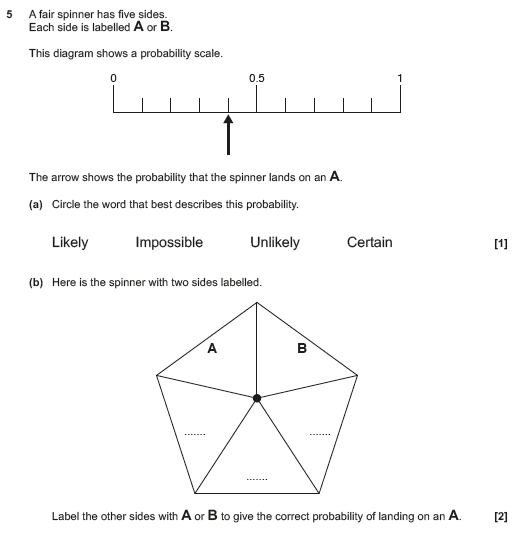 5 A fair spinner has five sides.
Each side is labelled A or B.
This diagram shows a probability scale.
0 0.5 1
The arrow shows the probability that the spinner lands on an A.
(a) Circle the word that best describes this probability.
Likely Impossible Unlikely Certain [1]
(b) Here is the spinner with two sides labelled.
A B
....... .......
.......
Label the other sides with A or B to give the correct probability of landing on an A. [2]